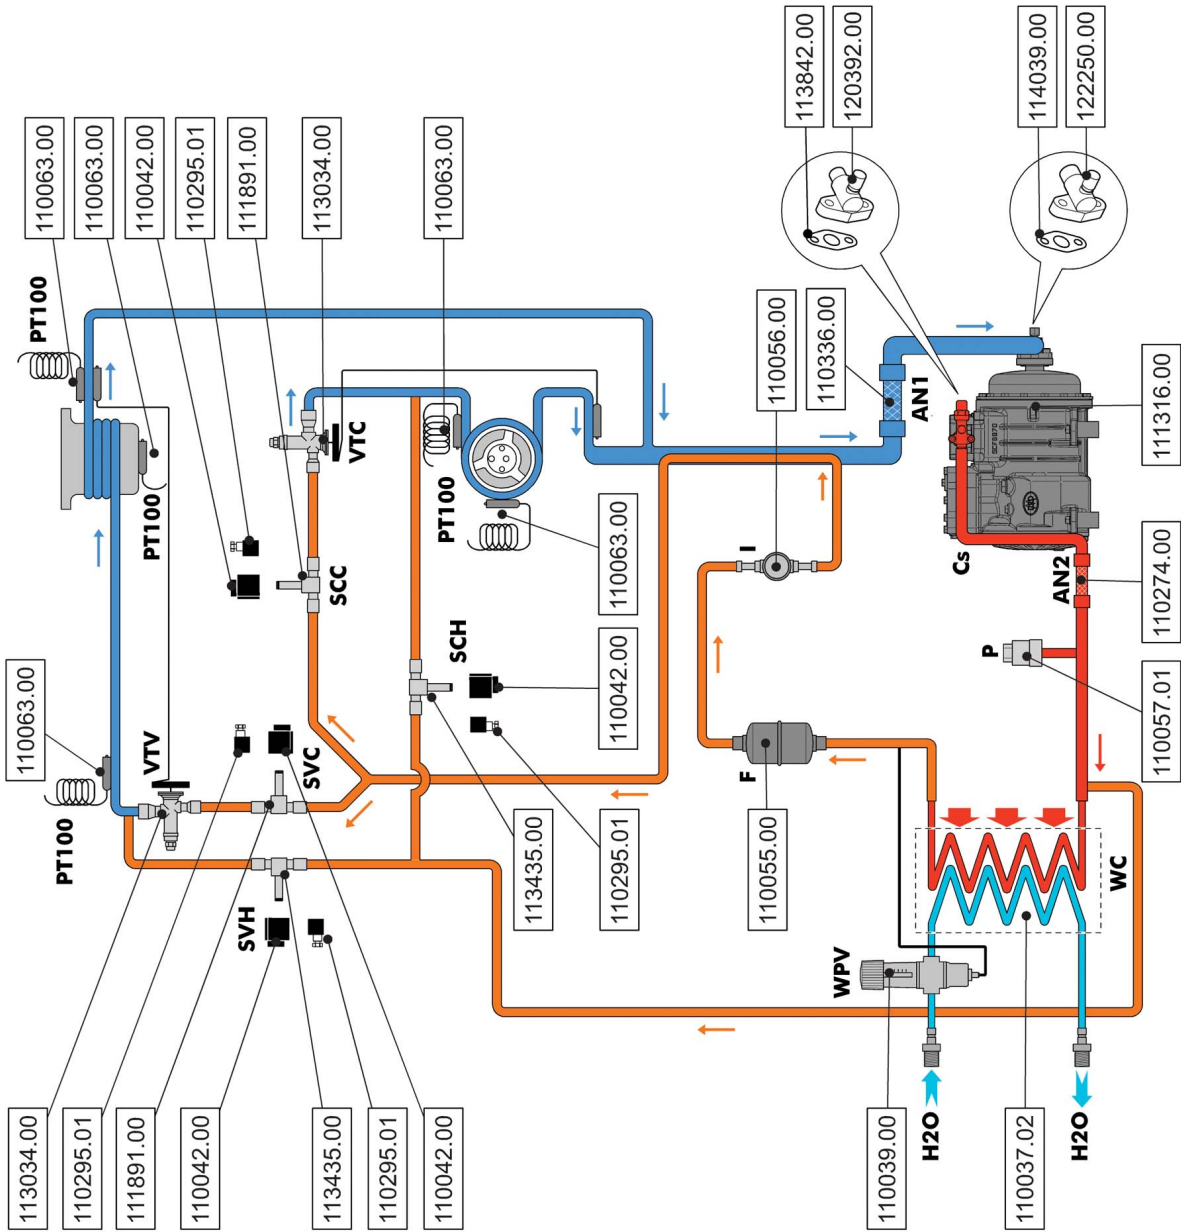 113034.00
110295.01
111891.00
110042.00
113435.00
110295.01
110042.00
110063.00
110063.00
110063.00
110042.00
110295.01
111891.00
113034.00
110063.00
PT100
PT100
PT100
VTV
SVH
SVC
SCC
VTC
PT100
SCH
110063.00
110042.00
110295.01
113435.00
110055.00
F
I
110056.00
110336.00
AN1
113842.00
120392.00
114039.00
122250.00
WPV
110039.00
H2O
110037.02
H2O
WC
P
110057.01
AN2
110274.00
Cs
111316.00